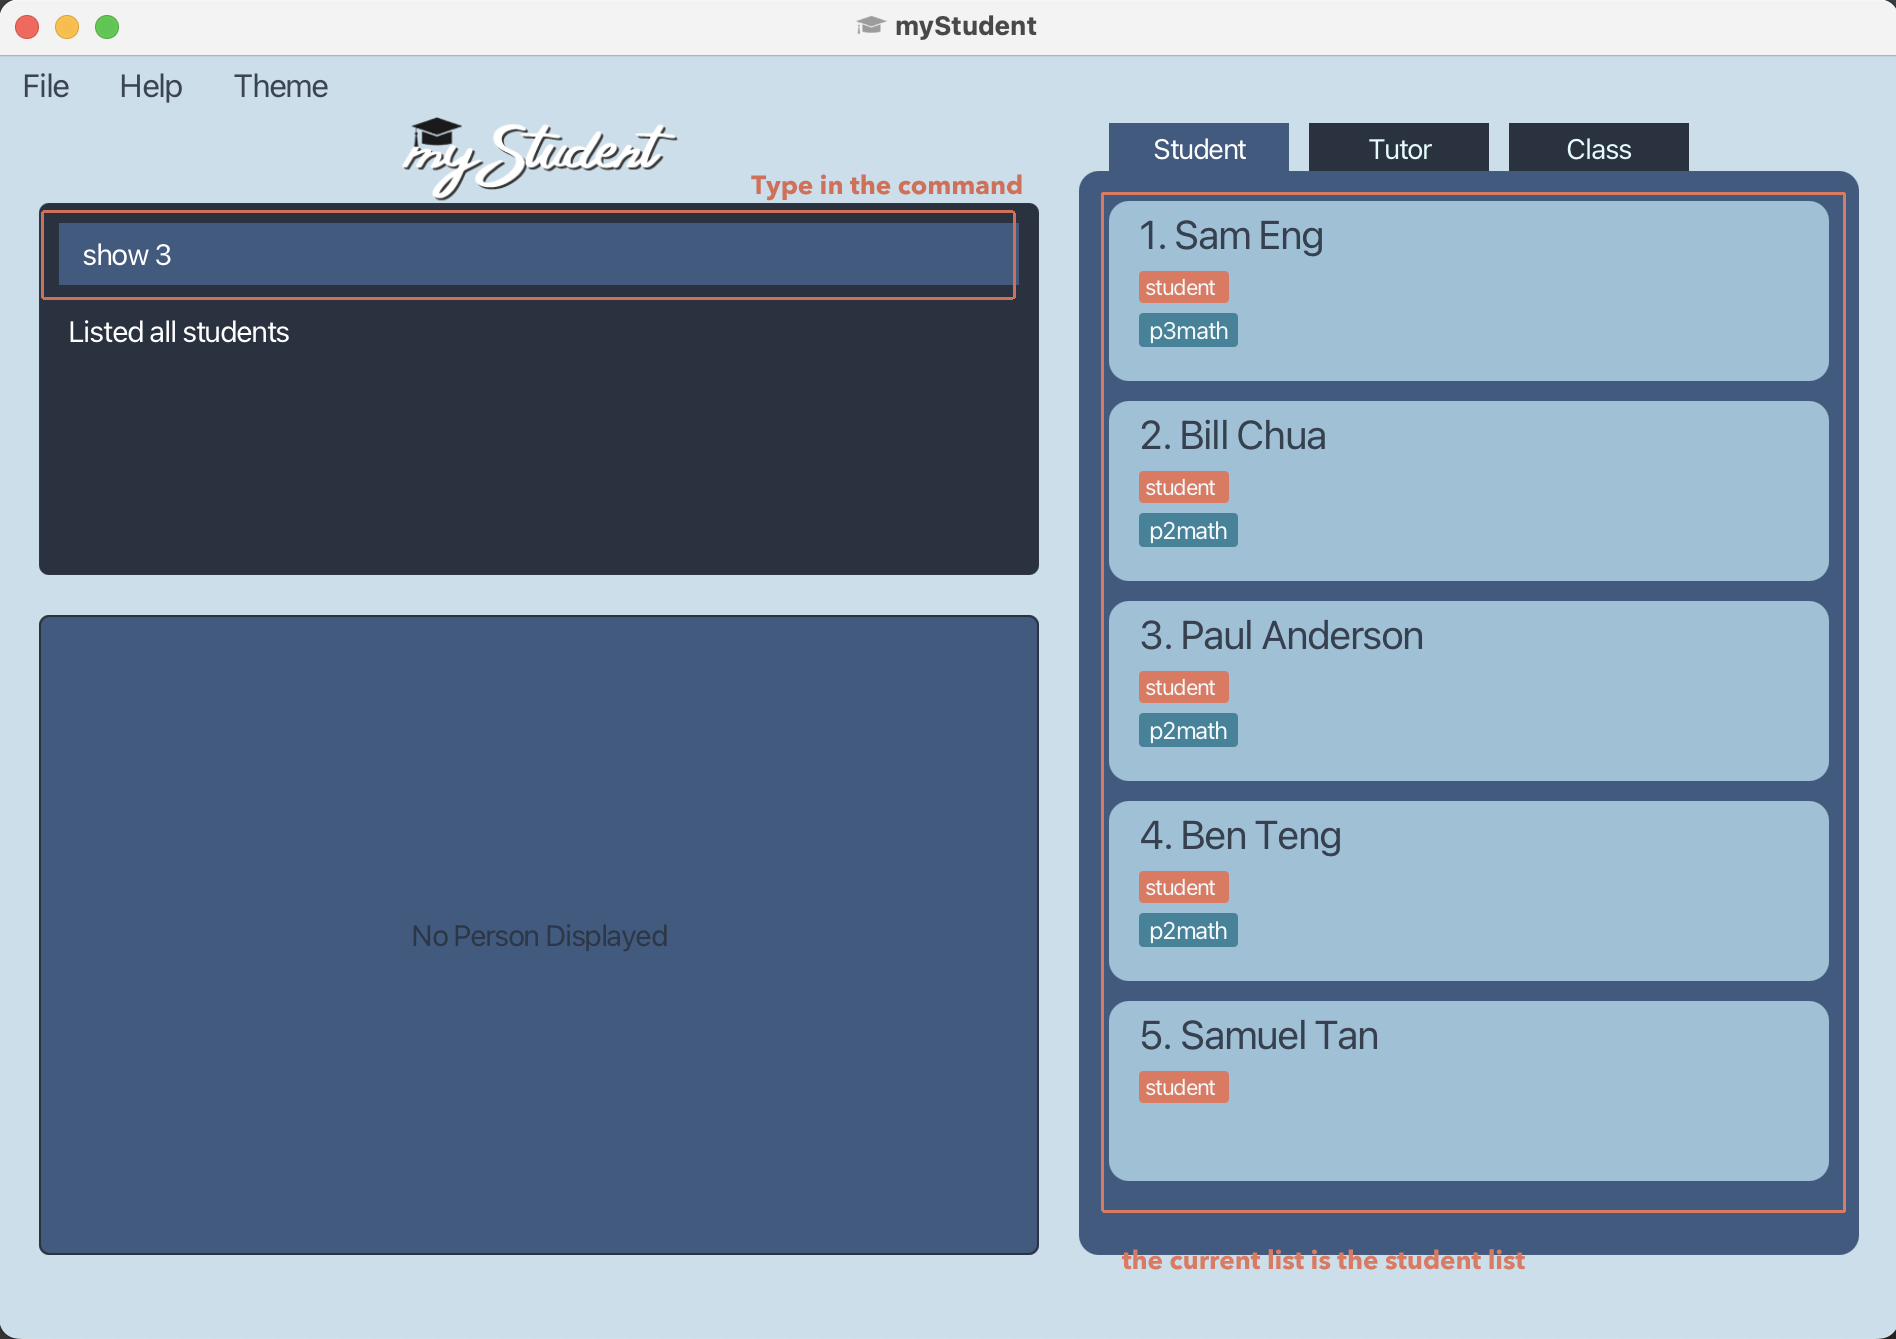 myStudent
File Help Theme
myStudent
Type in the command
show 3
Listed all students
No Person Displayed
Student Tutor Class
1. Sam Eng
student
p3math
2. Bill Chua
student
p2math
3. Paul Anderson
student
p2math
4. Ben Teng
student
p2math
5. Samuel Tan
student
the current list is the student list